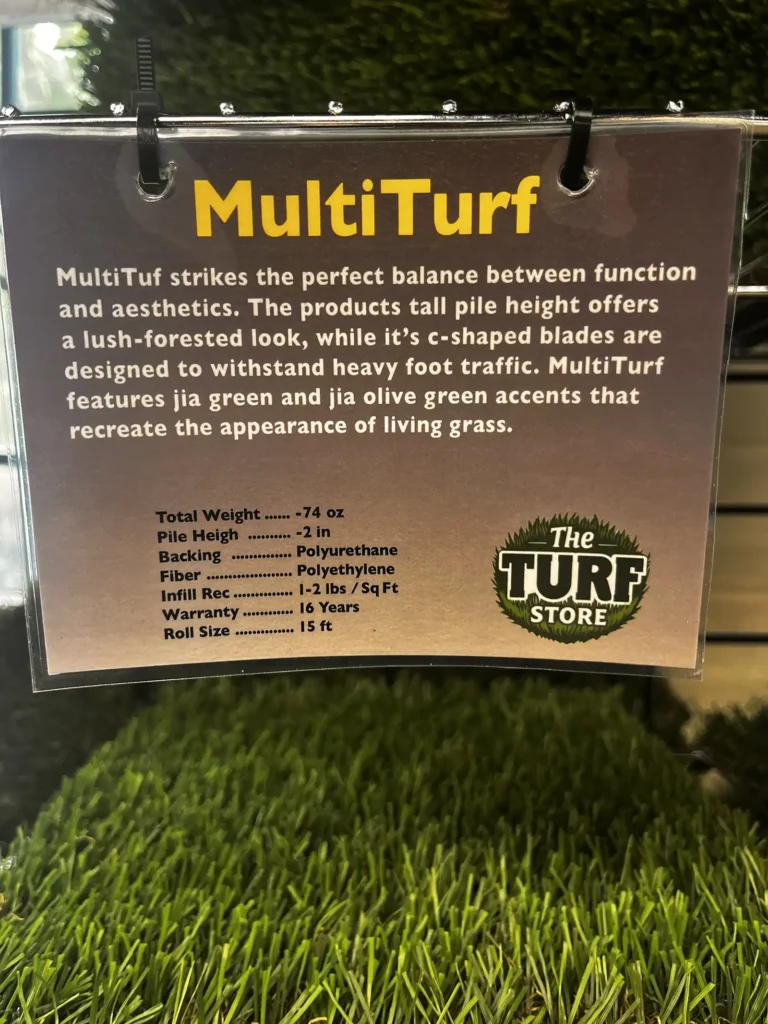 MultiTurf
MultiTuf strikes the perfect balance between function
and aesthetics. The products tall pile height offers
a lush-forested look, while it's c-shaped blades are
designed to withstand heavy foot traffic. MultiTurf
features jia green and jia olive green accents that
recreate the appearance of living grass.
Total Weight ...... -74 oz
Pile Heigh .......... -2 in
Backing .............. Polyurethane
Fiber .................... Polyethylene
Infill Rec .............. 1-2 lbs / Sq Ft
Warranty ............ 16 Years
Roll Size .............. 15 ft
The
TURF
STORE